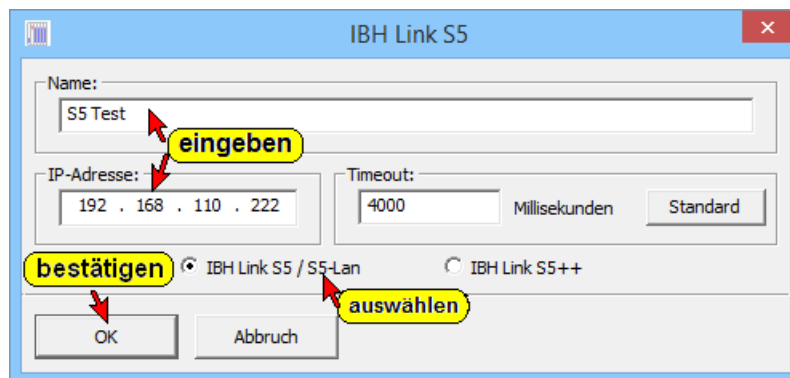 IBH Link S5
Name:
S5 Test
eingeben
IP-Adresse:
Timeout:
192 . 168 . 110 . 222
4000
Millisekunden
Standard
bestätigen
IBH Link S5 / S5-Lan
IBH Link S5++
auswählen
OK
Abbruch